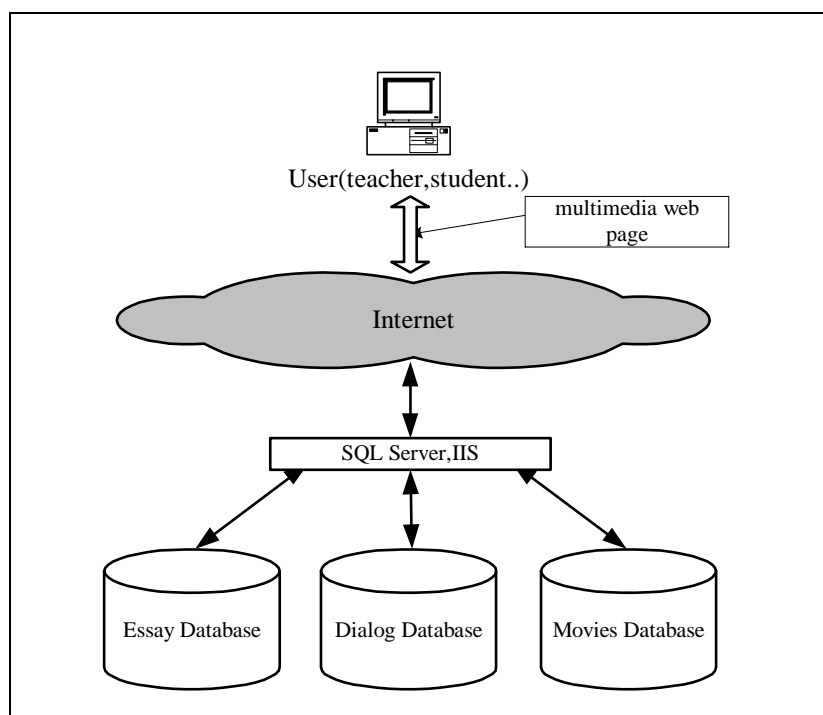 User(teacher,student..)
multimedia web
page
Internet
SQL Server,IIS
Essay Database
Dialog Database
Movies Database